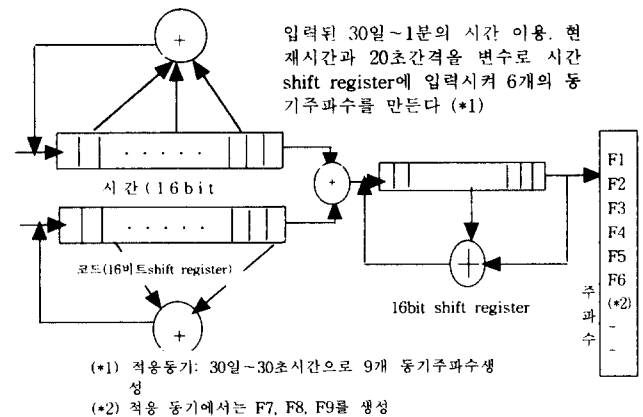 입력된 30일~1분의 시간 이용. 현
재시간과 20초간격을 변수로 시간
shift register에 입력시켜 6개의 동
기주파수를 만든다 (*1)
시 간 (1 6 bit
코드(16비트shift register)
16bit shift register
F1
F2
F3
F4
F5
F6
(*2)
-
-
주
파
수
(*1) 적응동기: 30일~30초시간으로 9개 동기주파수생
성
(*2) 적응 동기에서는 F7, F8, F9를 생성